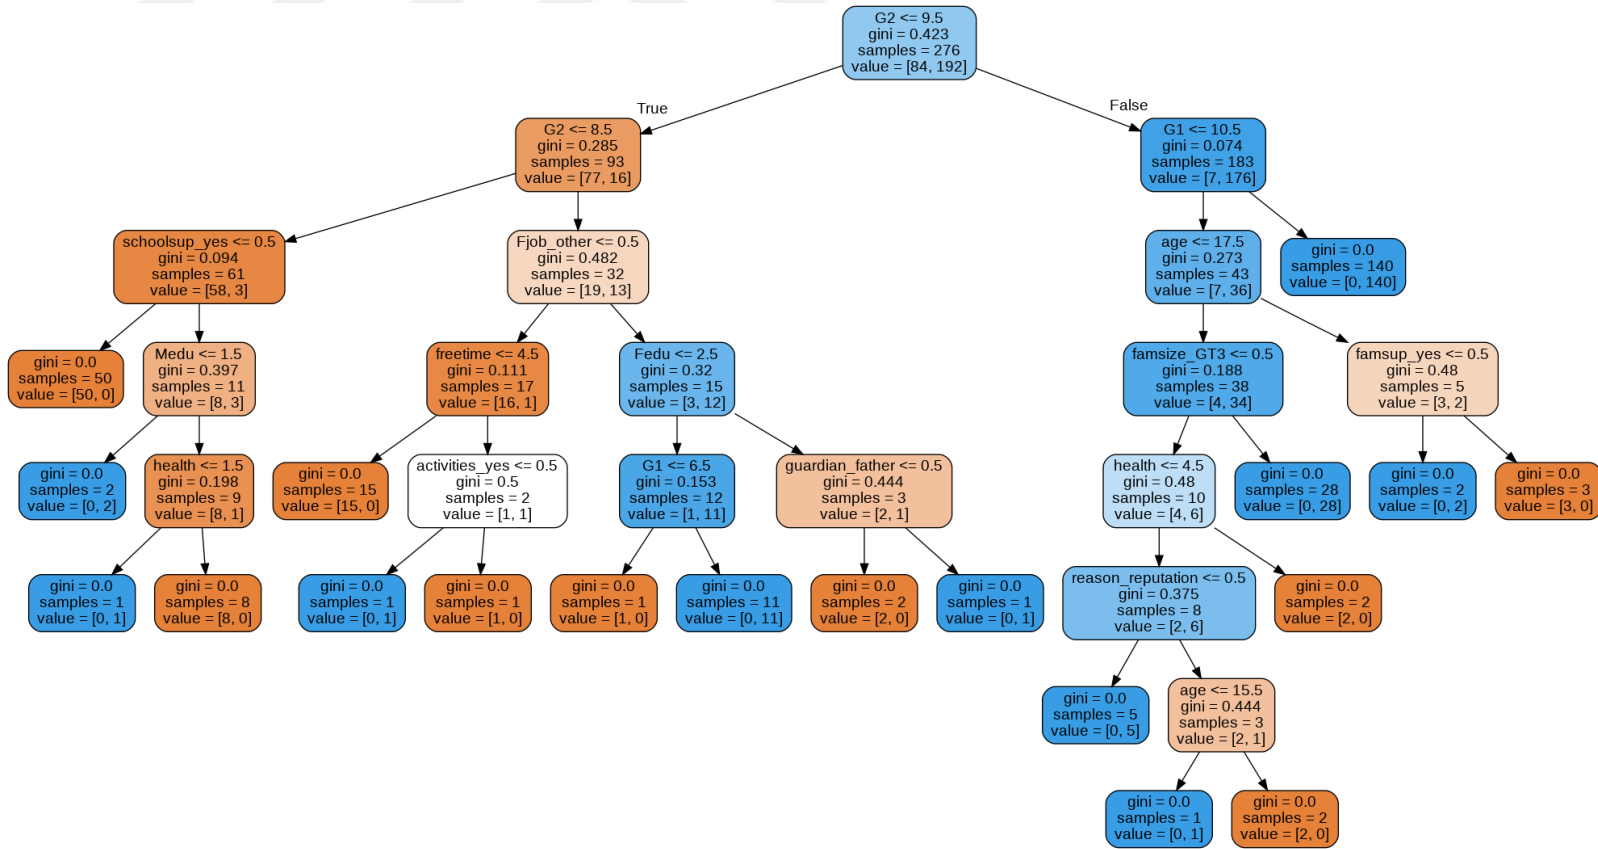 G2 <= 9.5
gini = 0.423
samples = 276
value = [84, 192]
True
False
G2 <= 8.5
gini = 0.285
samples = 93
value = [77, 16]
G1 <= 10.5
gini = 0.074
samples = 183
value = [7, 176]
schoolsup_yes <= 0.5
gini = 0.094
samples = 61
value = [58, 3]
Fjob_other <= 0.5
gini = 0.482
samples = 32
value = [19, 13]
age <= 17.5
gini = 0.273
samples = 43
value = [7, 36]
gini = 0.0
samples = 140
value = [0, 140]
gini = 0.0
samples = 50
value = [50, 0]
Medu <= 1.5
gini = 0.397
samples = 11
value = [8, 3]
freetime <= 4.5
gini = 0.111
samples = 17
value = [16, 1]
Fedu <= 2.5
gini = 0.32
samples = 15
value = [3, 12]
famsize_GT3 <= 0.5
gini = 0.188
samples = 38
value = [4, 34]
famsup_yes <= 0.5
gini = 0.48
samples = 5
value = [3, 2]
gini = 0.0
samples = 2
value = [0, 2]
health <= 1.5
gini = 0.198
samples = 9
value = [8, 1]
gini = 0.0
samples = 15
value = [15, 0]
activities_yes <= 0.5
gini = 0.5
samples = 2
value = [1, 1]
G1 <= 6.5
gini = 0.153
samples = 12
value = [1, 11]
guardian_father <= 0.5
gini = 0.444
samples = 3
value = [2, 1]
health <= 4.5
gini = 0.48
samples = 10
value = [4, 6]
gini = 0.0
samples = 28
value = [0, 28]
gini = 0.0
samples = 2
value = [0, 2]
gini = 0.0
samples = 3
value = [3, 0]
gini = 0.0
samples = 1
value = [0, 1]
gini = 0.0
samples = 8
value = [8, 0]
gini = 0.0
samples = 1
value = [0, 1]
gini = 0.0
samples = 1
value = [1, 0]
gini = 0.0
samples = 1
value = [1, 0]
gini = 0.0
samples = 11
value = [0, 11]
gini = 0.0
samples = 2
value = [2, 0]
gini = 0.0
samples = 1
value = [0, 1]
reason_reputation <= 0.5
gini = 0.375
samples = 8
value = [2, 6]
gini = 0.0
samples = 2
value = [2, 0]
gini = 0.0
samples = 5
value = [0, 5]
age <= 15.5
gini = 0.444
samples = 3
value = [2, 1]
gini = 0.0
samples = 1
value = [0, 1]
gini = 0.0
samples = 2
value = [2, 0]